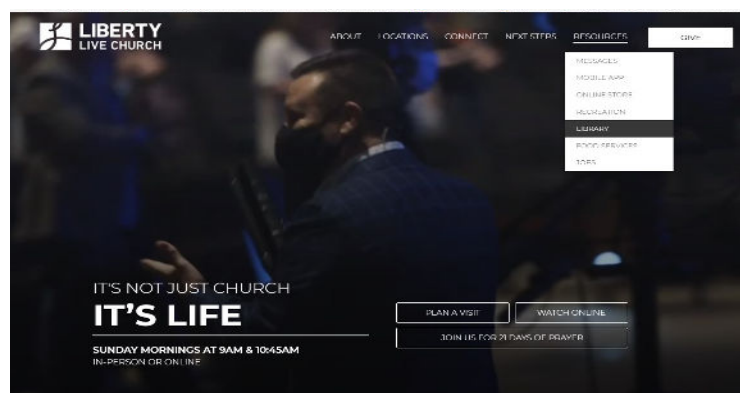 LIBERTY
LIVE CHURCH
ABOUT LOCATIONS CONNECT NEXT STEPS RESOURCES GIVE
MESSAGES
MOBILE APP
ONLINE STORE
RECREATION
LIBRARY
FOOD SERVICES
JOBS
IT'S NOT JUST CHURCH
IT'S LIFE
SUNDAY MORNINGS AT 9AM & 10:45AM
IN-PERSON OR ONLINE
PLAN A VISIT WATCH ONLINE
JOIN US FOR 21 DAYS OF PRAYER